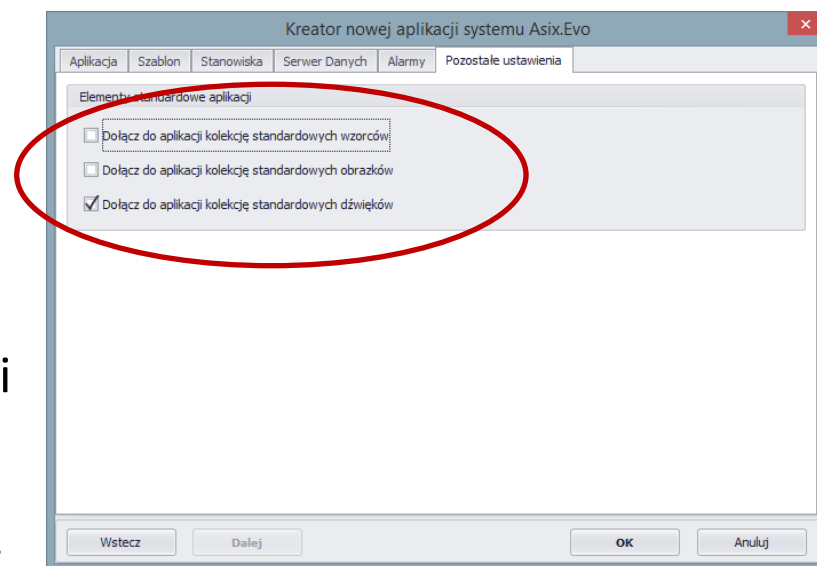 Kreator nowej aplikacji systemu Asix.Evo
Aplikacja Szablon Stanowiska Serwer Danych Alarmy Pozostałe ustawienia
Elementy standardowe aplikacji
Dołącz do aplikacji kolekcję standardowych wzorców
Dołącz do aplikacji kolekcję standardowych obrazków
Dołącz do aplikacji kolekcję standardowych dźwięków
i
Wstecz Dalej OK Anuluj